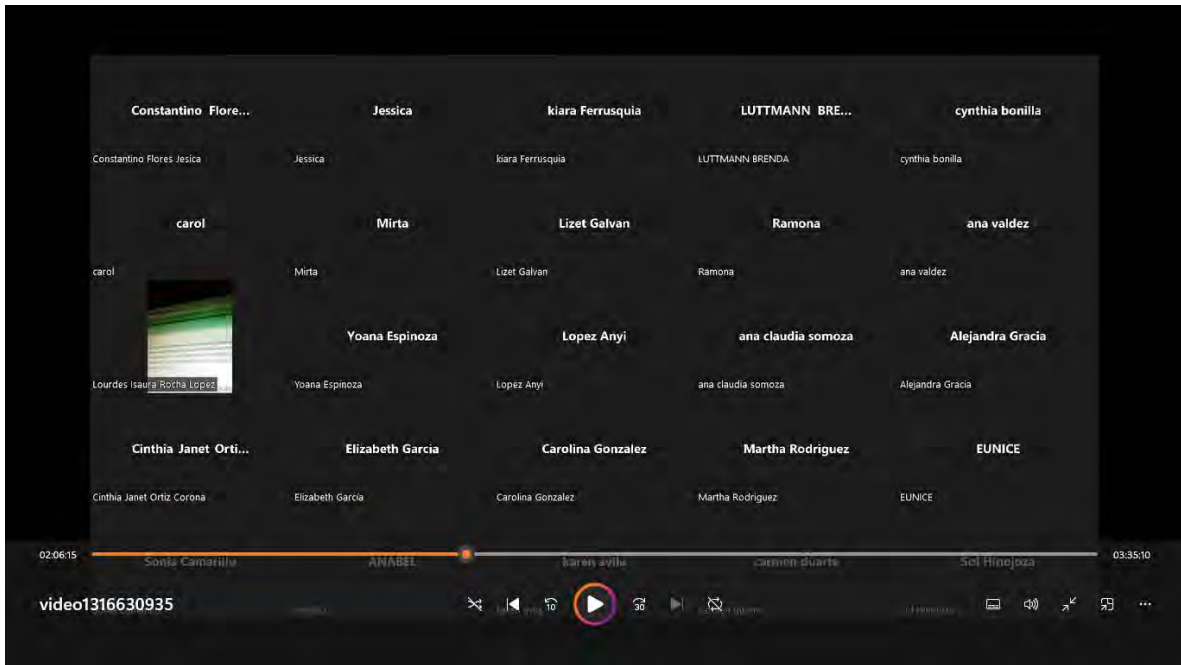 Constantino Flore... Jessica kiara Ferrusquia LUTTMANN BRE... cynthia bonilla
Constantino Flores Jesica Jessica kiara Ferrusquia LUTTMANN BRENDA cynthia bonilla
carol Mirta Lizet Galvan Ramona ana valdez
carol Mirta Lizet Galvan Ramona ana valdez
Yoana Espinoza Lopez Anyi ana claudia somoza Alejandra Gracia
Lourdes Isaura Rocha Lopez Yoana Espinoza Lopez Anyi ana claudia somoza Alejandra Gracia
Cinthia Janet Orti... Elizabeth Garcia Carolina Gonzalez Martha Rodriguez EUNICE
Cinthia Janet Ortiz Corona Elizabeth Garcia Carolina Gonzalez Martha Rodriguez EUNICE
02:06:15 03:35:10
Sonia Camarillo ANABEL karen avila carmen duarte Sol Hinojoza
video1316630935 10 30